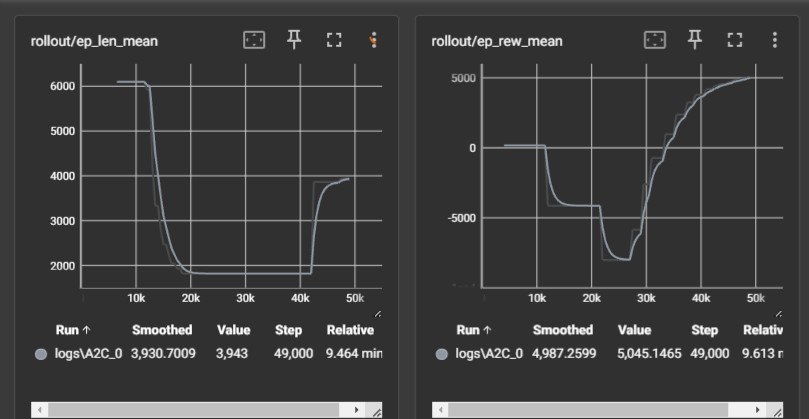 rollout/ep_len_mean
6000
5000
4000
3000
2000
10k 20k 30k 40k 50k
Run ↑ Smoothed Value Step Relative
logs\A2C_0 3,930.7009 3,943 49,000 9.464 min
rollout/ep_rew_mean
5000
0
-5000
10k 20k 30k 40k 50k
Run ↑ Smoothed Value Step Relativ
logs\A2C_0 4,987.2599 5,045.1465 49,000 9.613 m